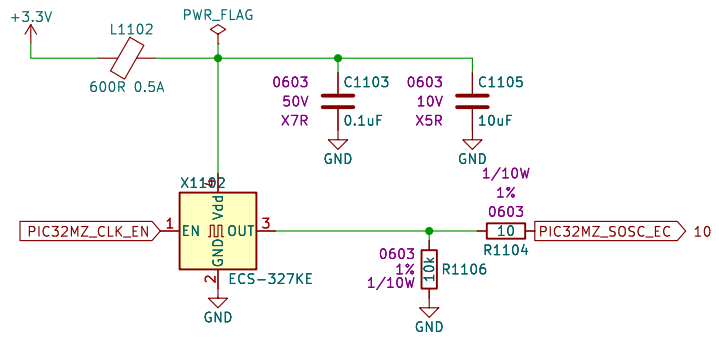 +3.3V
PWR_FLAG
L1102
600R 0.5A
0603
50V
X7R
C1103
0.1uF
GND
0603
10V
X5R
C1105
10uF
GND
X1102
4
Vdd
PIC32MZ_CLK_EN
1
EN
OUT
3
GND
2
ECS-327KE
GND
0603
1%
1/10W
10k
R1106
GND
1/10W
1%
0603
10
R1104
PIC32MZ_SOSC_EC
10